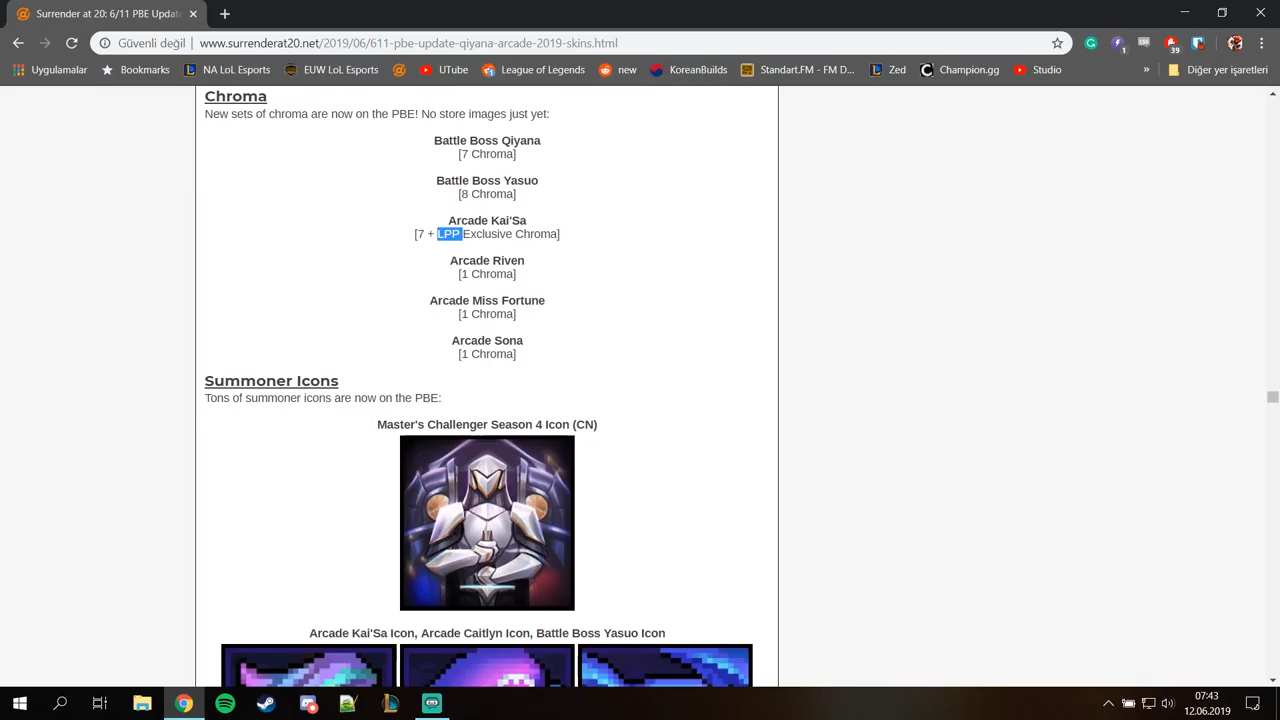 Surrender at 20: 6/11 PBE Updat
Güvenli değil
www.surrenderat20.net/2019/06/611-pbe-update-qiyana-arcade-2019-skins.html
1
39
Uygulamalar
Bookmarks
NA LoL Esports
EUW LoL Esports
UTube
League of Legends
new
KoreanBuilds
Standart.FM - FM D...
Zed
Champion.gg
Studio
»
Diğer yer işaretleri
Chroma
New sets of chroma are now on the PBE! No store images just yet:
Battle Boss Qiyana
[7 Chroma]
Battle Boss Yasuo
[8 Chroma]
Arcade Kai'Sa
[7 + LPP Exclusive Chroma]
Arcade Riven
[1 Chroma]
Arcade Miss Fortune
[1 Chroma]
Arcade Sona
[1 Chroma]
Summoner Icons
Tons of summoner icons are now on the PBE:
Master's Challenger Season 4 Icon (CN)
Arcade Kai'Sa Icon, Arcade Caitlyn Icon, Battle Boss Yasuo Icon
07:43
12.06.2019